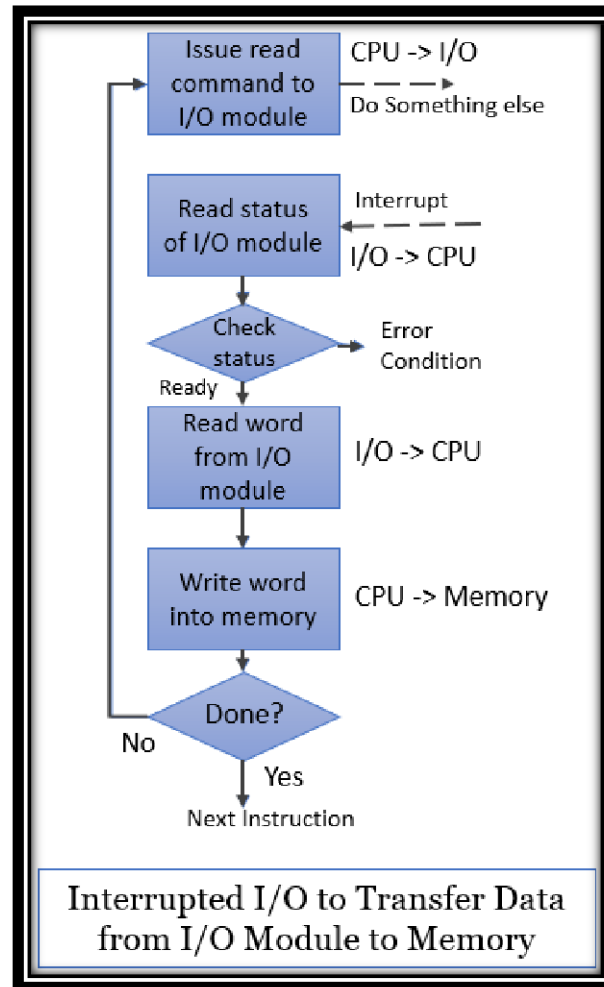 Issue read
command to
I/O module
CPU -> I/O
Do Something else
Read status
of I/O module
Interrupt
I/O -> CPU
Check
status
Error
Condition
Ready
Read word
from I/O
module
I/O -> CPU
Write word
into memory
CPU -> Memory
Done?
No
Yes
Next Instruction
Interrupted I/O to Transfer Data
from I/O Module to Memory